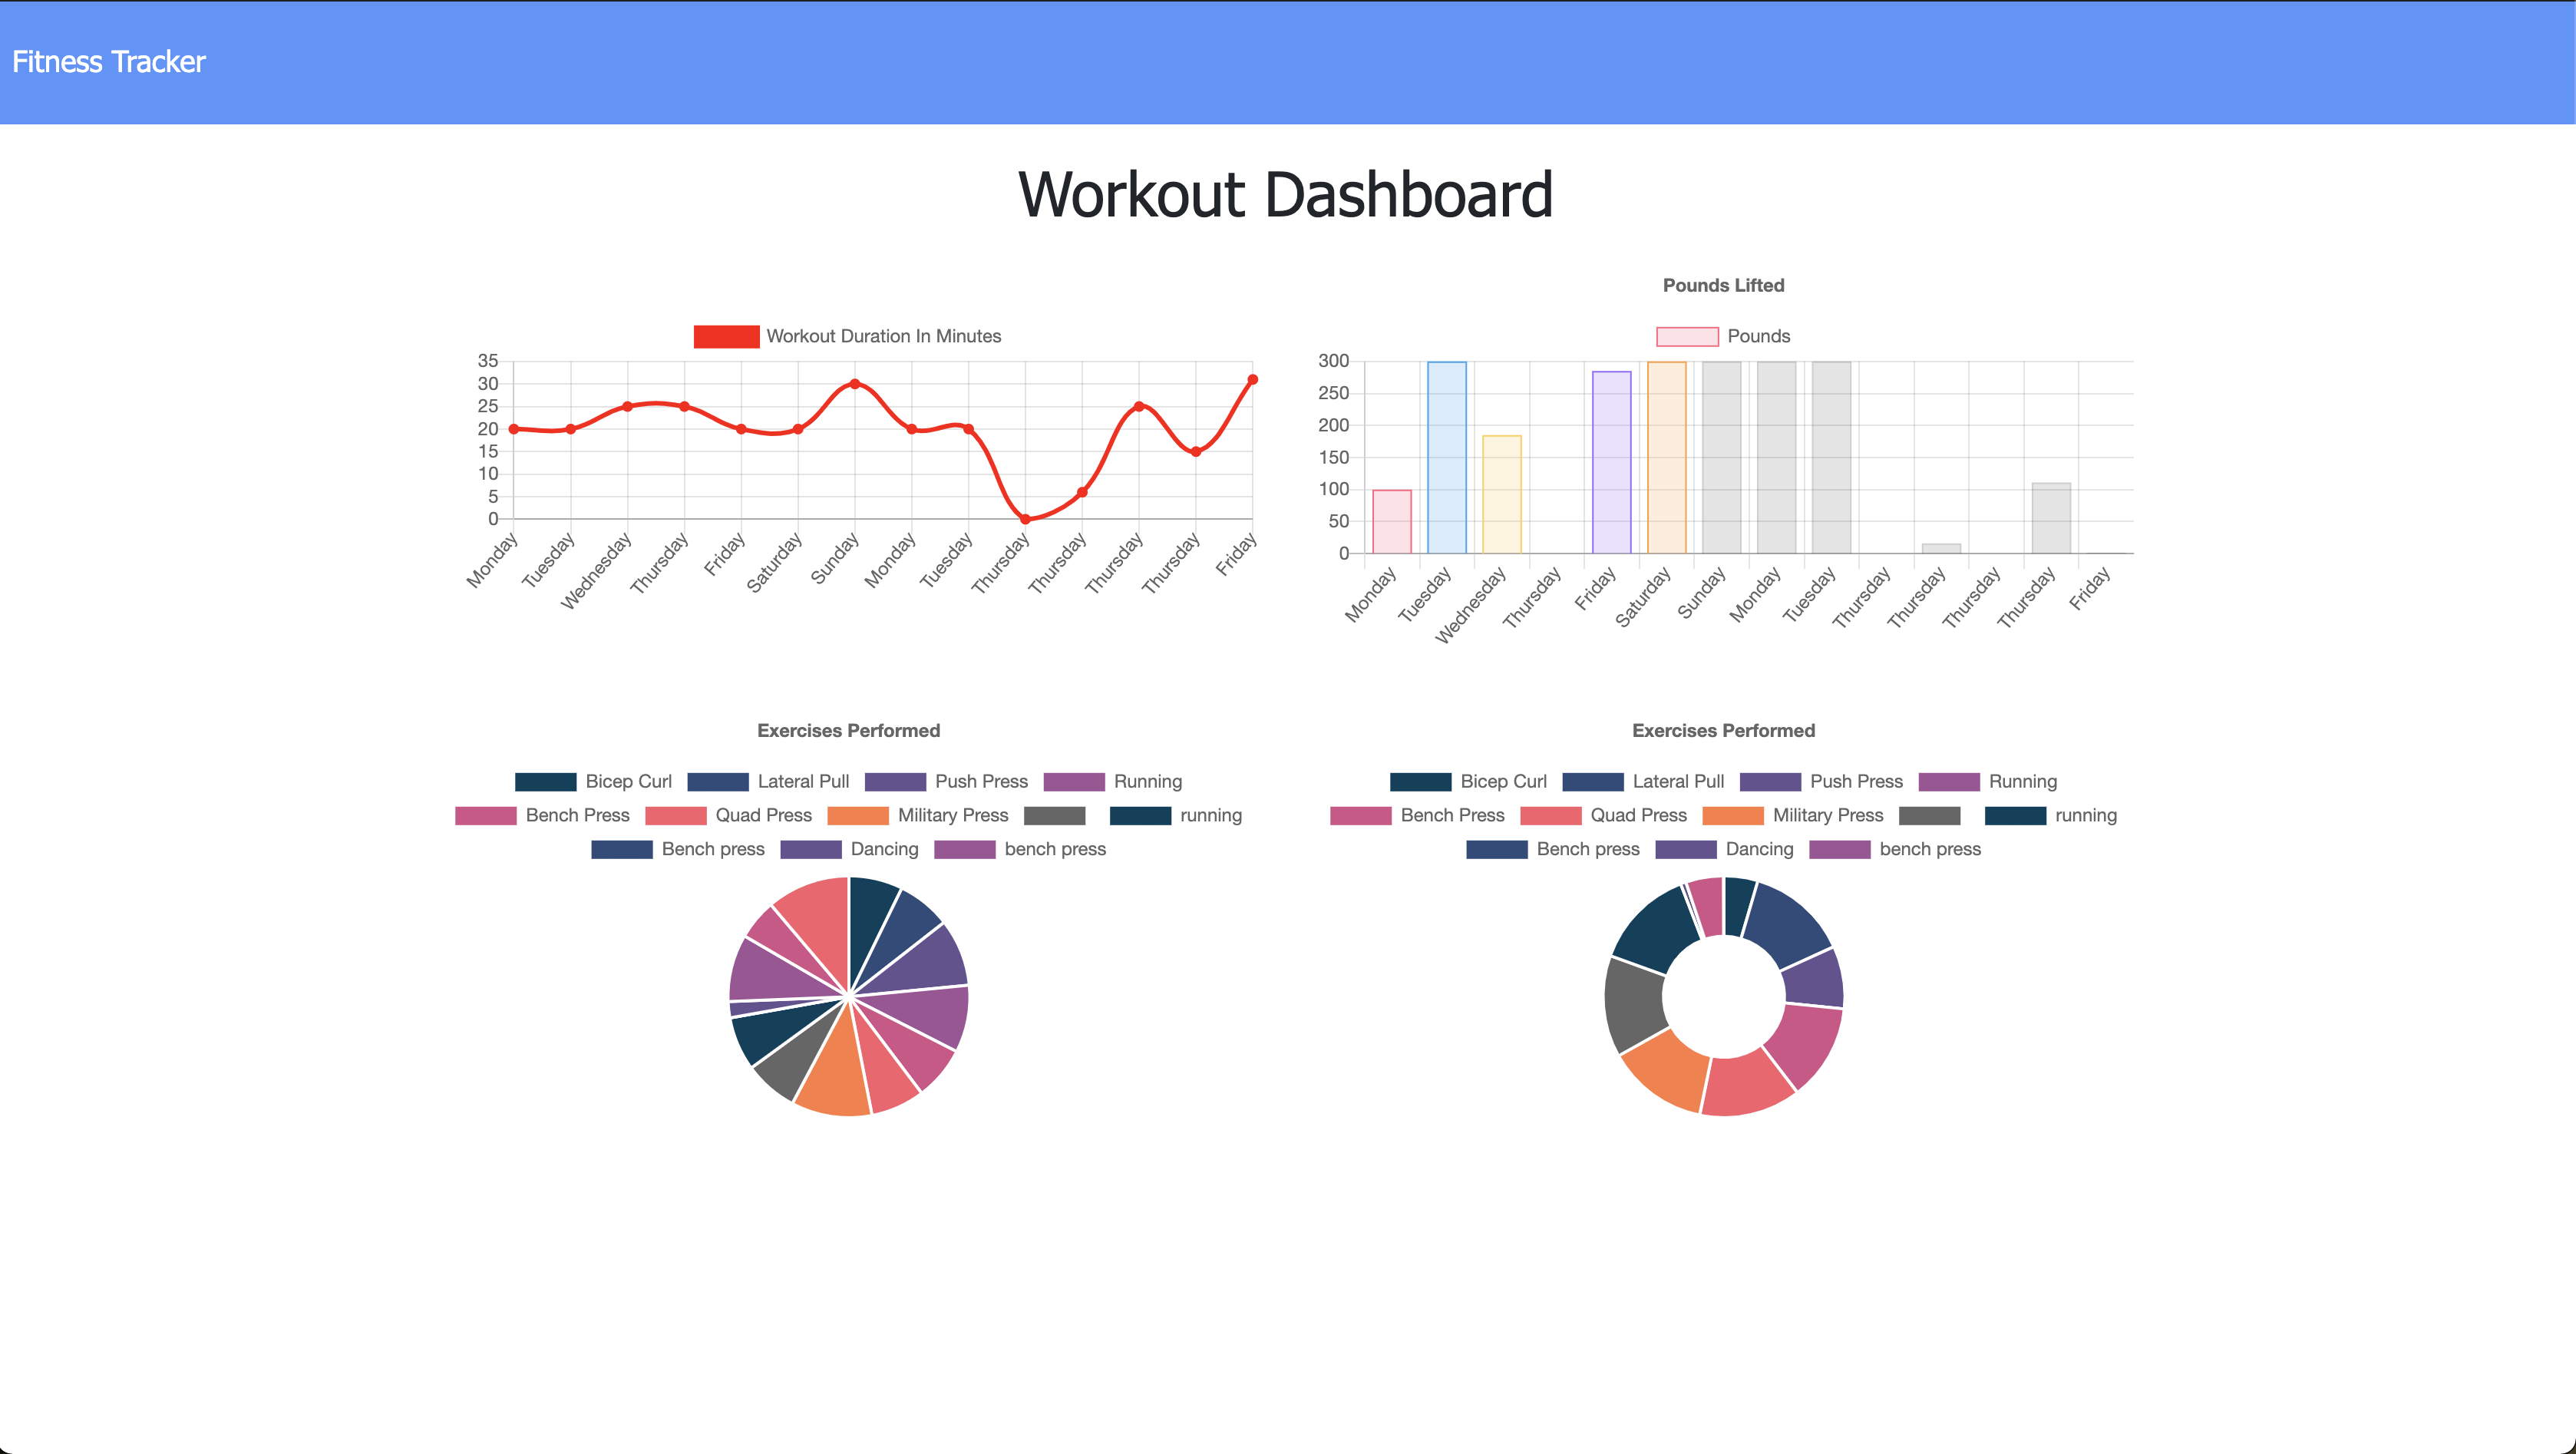 Fitness Tracker
Workout Dashboard
Workout Duration In Minutes
35
30
25
20
15
10
5
0
Monday Tuesday Wednesday Thursday Friday Saturday Sunday Monday Tuesday Thursday Thursday Thursday Thursday Friday
Pounds Lifted
Pounds
300
250
200
150
100
50
0
Monday Tuesday Wednesday Thursday Friday Saturday Sunday Monday Tuesday Thursday Thursday Thursday Thursday Friday
Exercises Performed
Bicep Curl Lateral Pull Push Press Running
Bench Press Quad Press Military Press running
Bench press Dancing bench press
Exercises Performed
Bicep Curl Lateral Pull Push Press Running
Bench Press Quad Press Military Press running
Bench press Dancing bench press